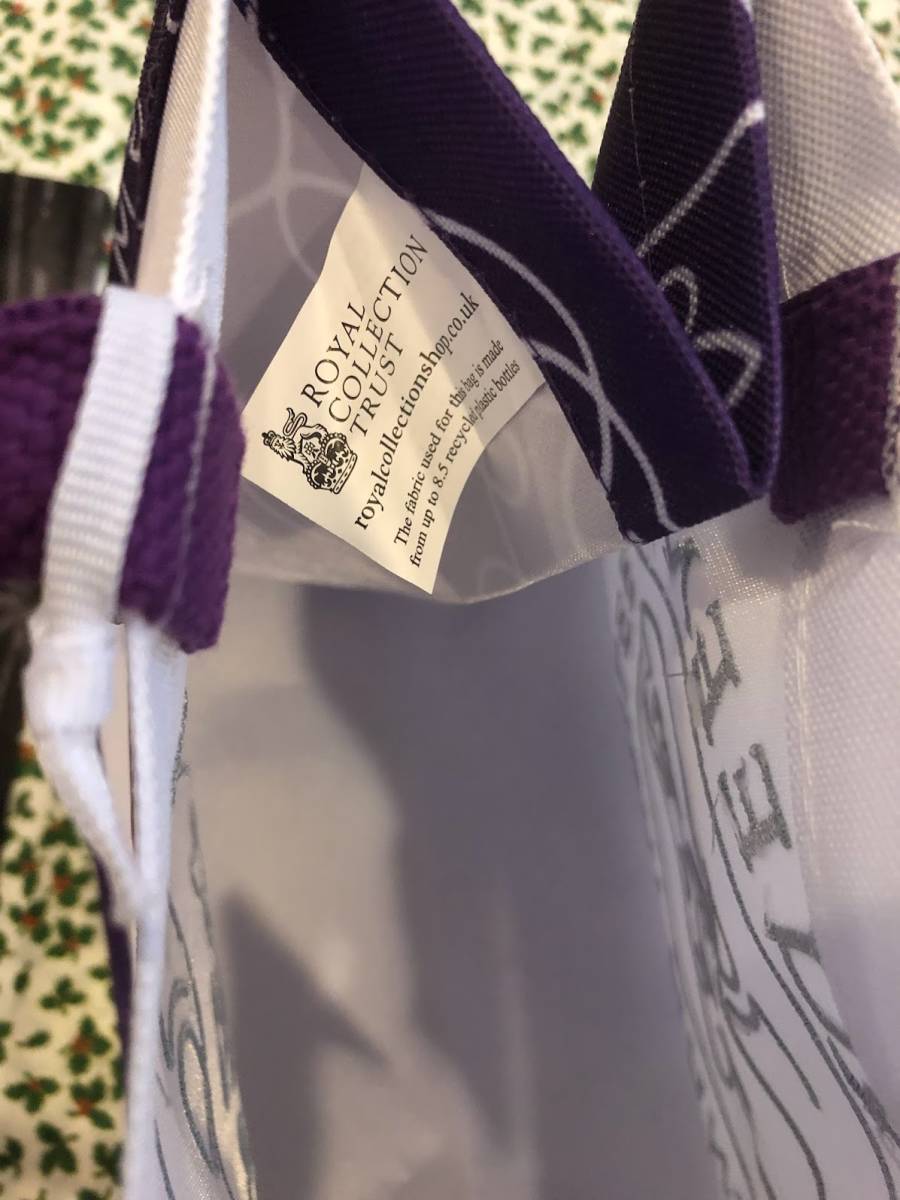 ROYAL
COLLECTION
TRUST
royalcollectionshop.co.uk
The fabric used for this bag is made
from up to 8.5 recycled plastic bottles